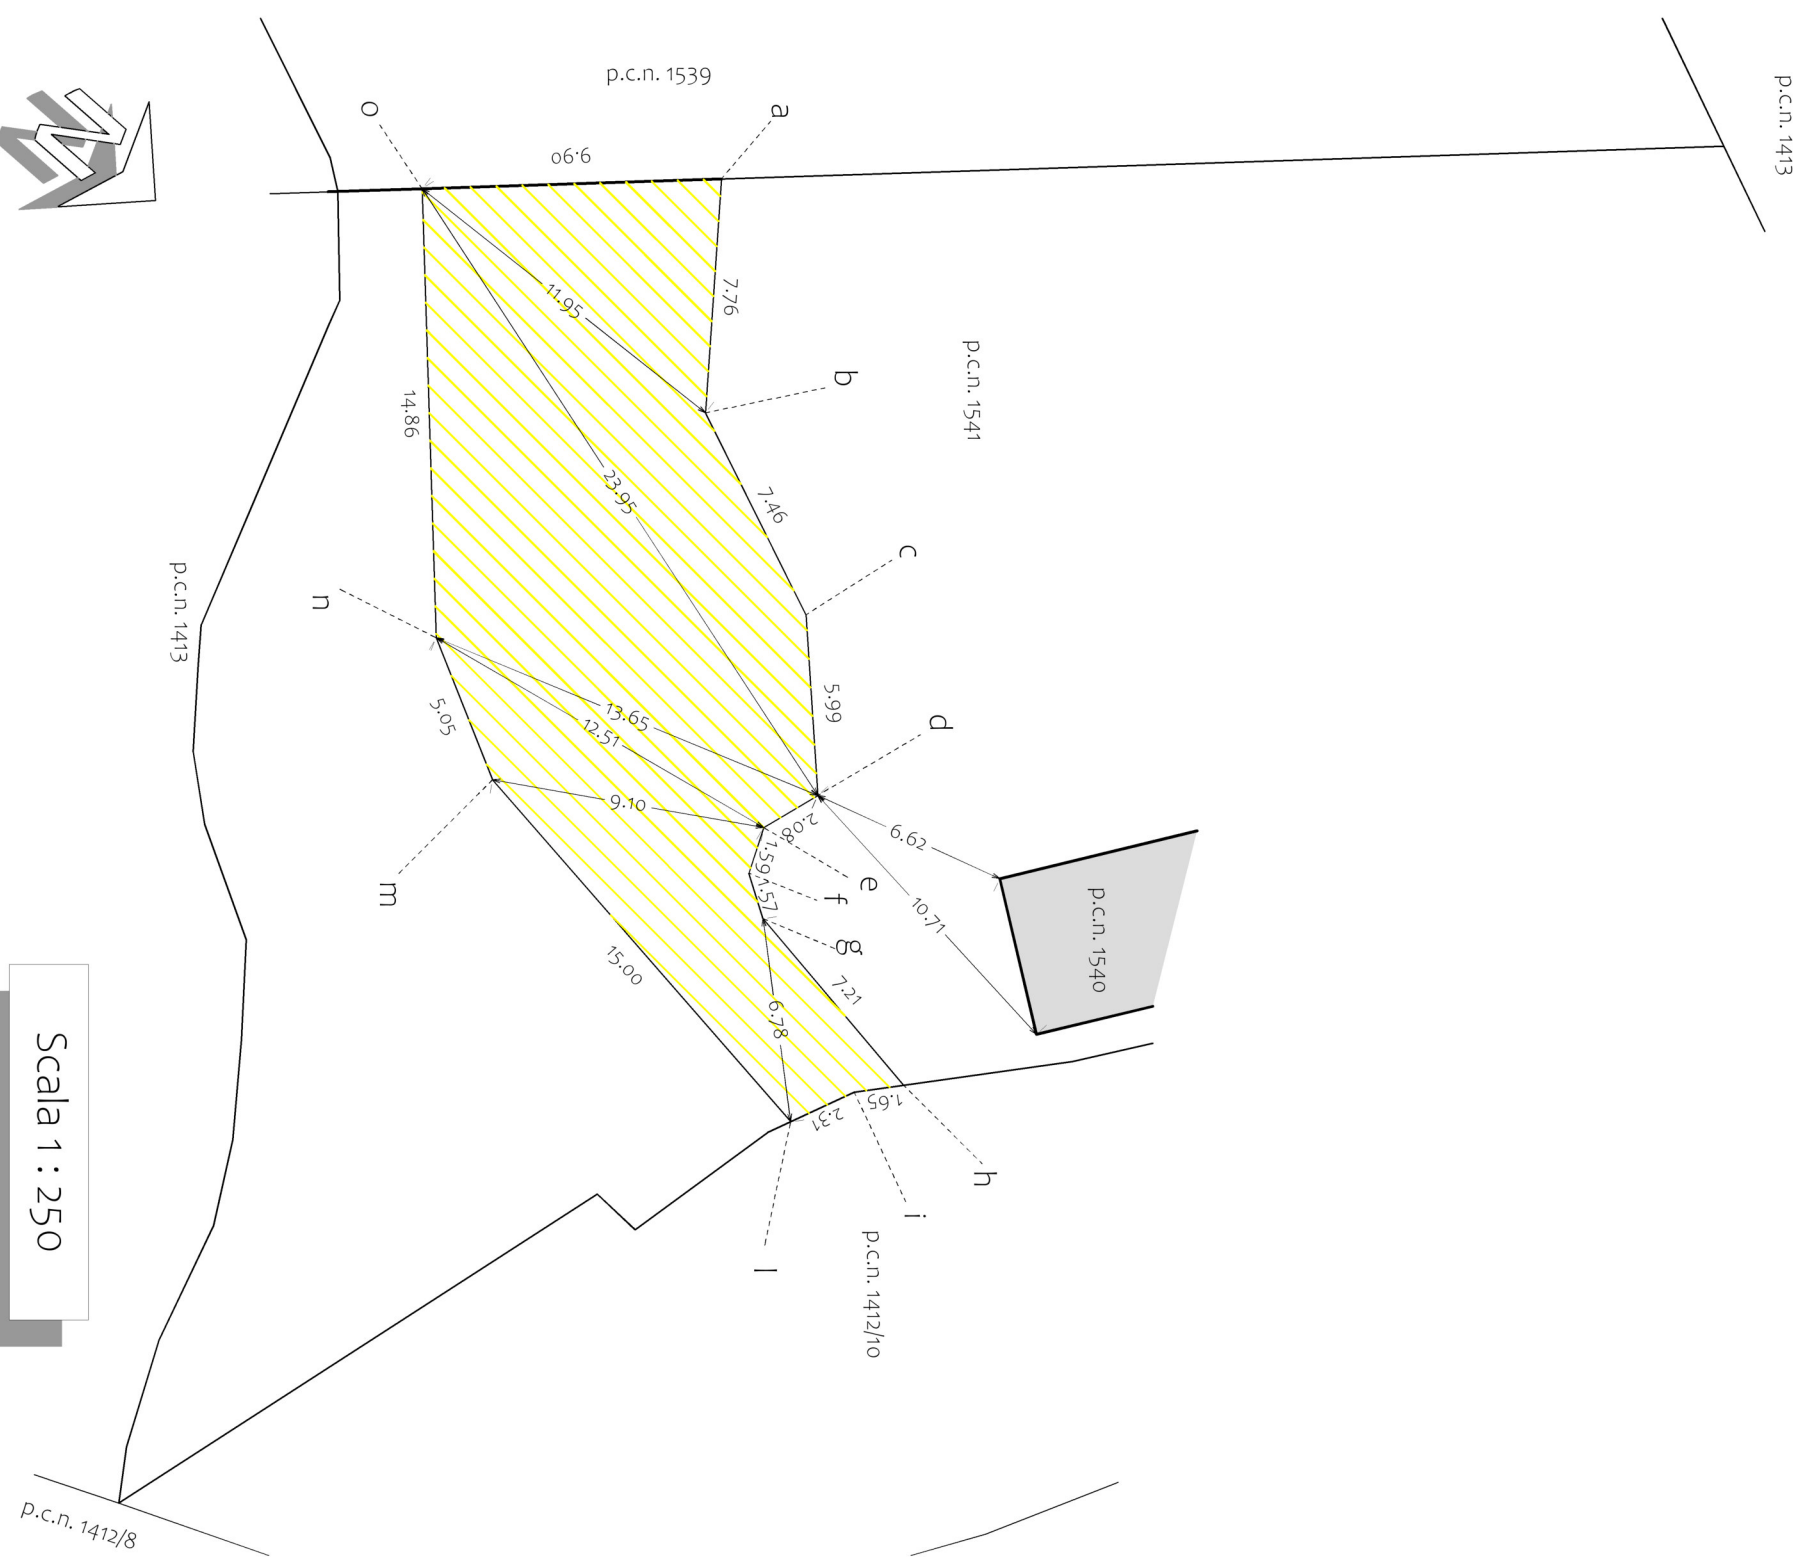 p.c.n. 1539
p.c.n. 1413
o
a
9.90
7.76
11.95
b
p.c.n. 1541
14.86
23.95
7.46
c
n
p.c.n. 1413
5.99
d
5.05
13.65
12.51
9.10
2.08
6.62
m
1.59
e
f
1.57
g
10.71
p.c.n. 1540
15.00
6.78
7.21
1.65
2.31
h
i
l
p.c.n. 1412/10
Scala 1 : 250
p.c.n. 1412/8